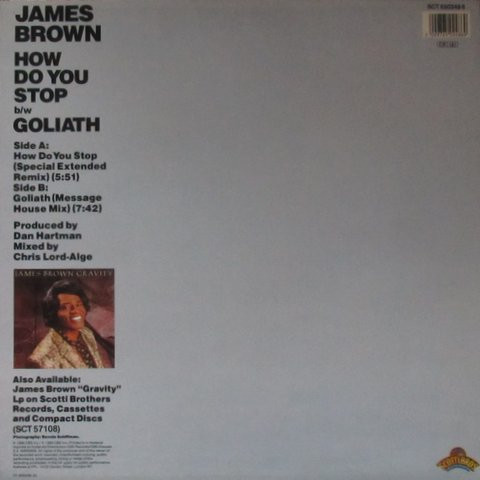 JAMES
BROWN
HOW
DO YOU
STOP
b/w
GOLIATH
Side A:
How Do You Stop
(Special Extended
Remix) (5:51)
Side B:
Goliath (Message
House Mix) (7:42)
Produced by
Dan Hartman
Mixed by
Chris Lord-Alge
JAMES BROWN GRAVITY
Also Available:
James Brown “Gravity”
Lp on Scotti Brothers
Records, Cassettes
and Compact Discs
(SCT 57108)
SCOTTI BROS.